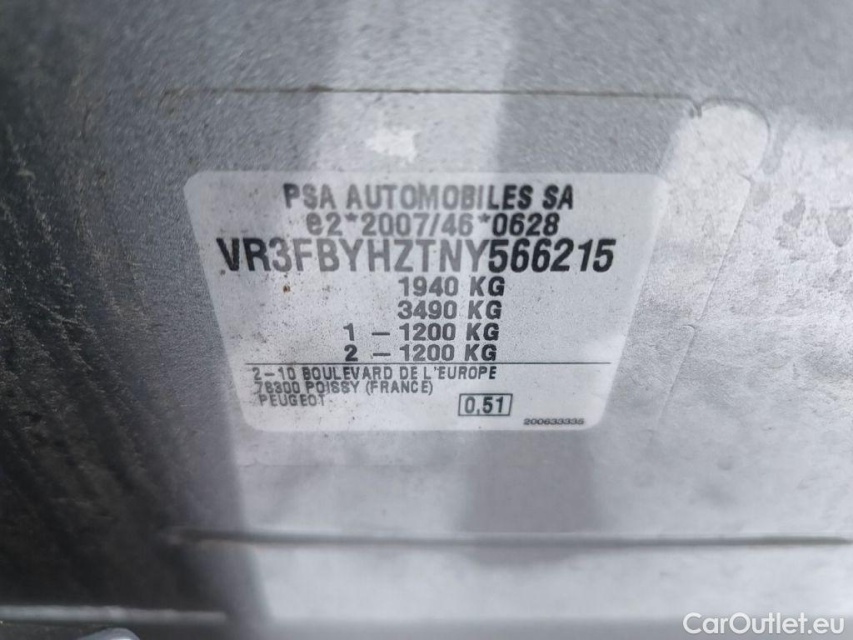 PSA AUTOMOBILES SA
e2*2007/46*0628
VR3FBYHZTNY566215
1940 KG
3490 KG
1 – 1200 KG
2 – 1200 KG
2–10 BOULEVARD DE L'EUROPE
78300 POISSY (FRANCE)
PEUGEOT
0,51
200633335
CarOutlet.eu